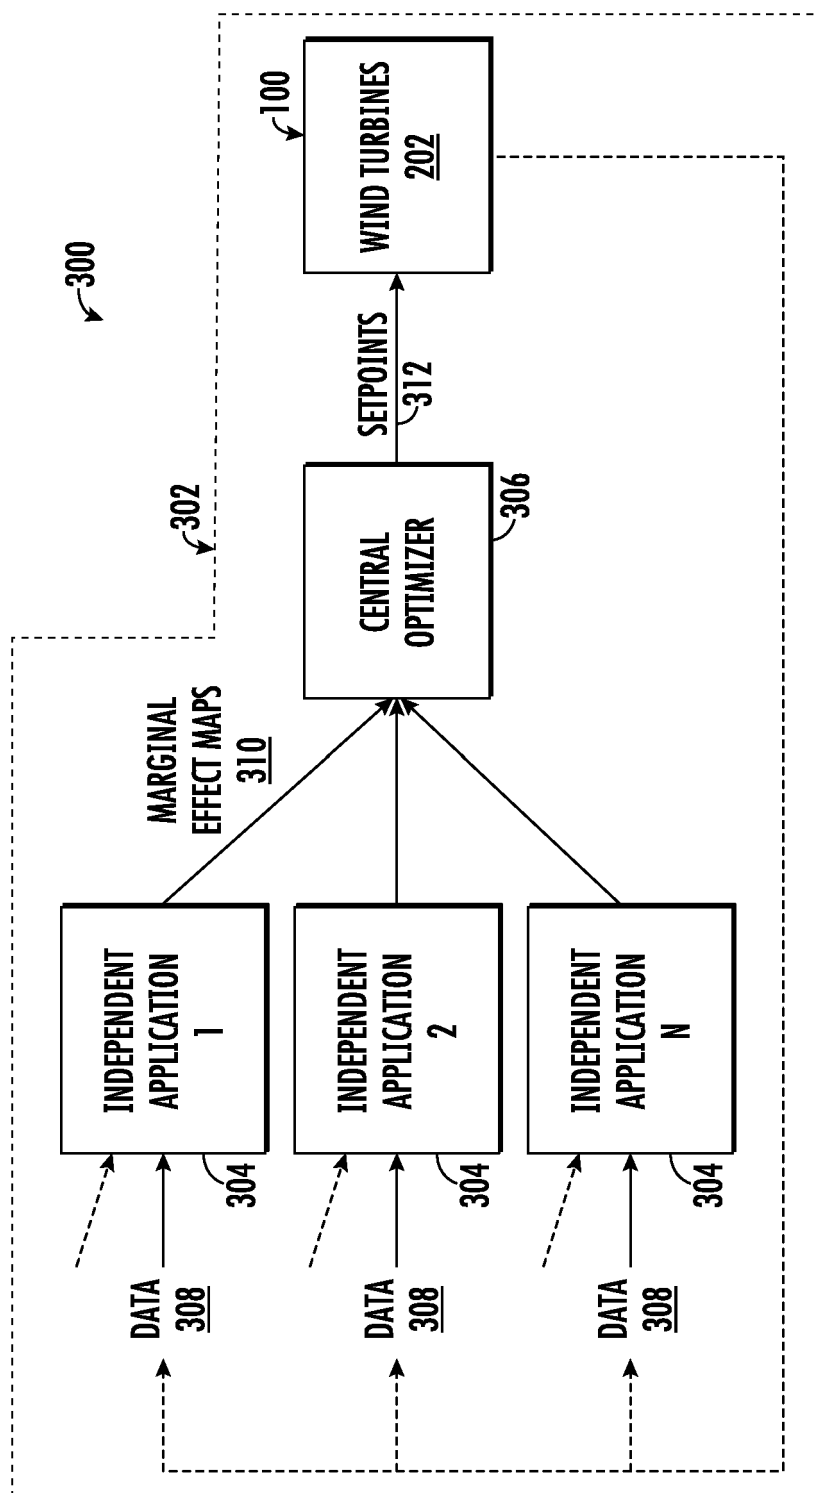 300
302
DATA
308
304
INDEPENDENT
APPLICATION
1
DATA
308
304
INDEPENDENT
APPLICATION
2
DATA
308
304
INDEPENDENT
APPLICATION
N
MARGINAL
EFFECT MAPS
310
CENTRAL
OPTIMIZER
306
SETPOINTS
312
100
WIND TURBINES
202